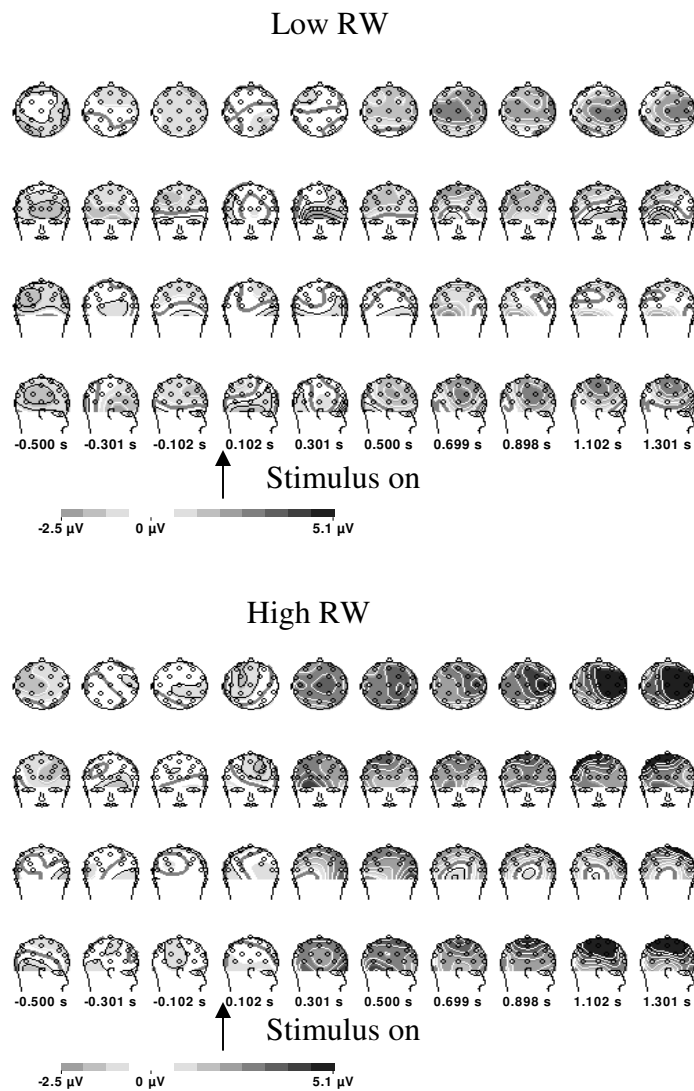 Low RW
-0.500 s -0.301 s -0.102 s 0.102 s 0.301 s 0.500 s 0.699 s 0.898 s 1.102 s 1.301 s
Stimulus on
-2.5 µV 0 µV 5.1 µV
High RW
-0.500 s -0.301 s -0.102 s 0.102 s 0.301 s 0.500 s 0.699 s 0.898 s 1.102 s 1.301 s
Stimulus on
-2.5 µV 0 µV 5.1 µV